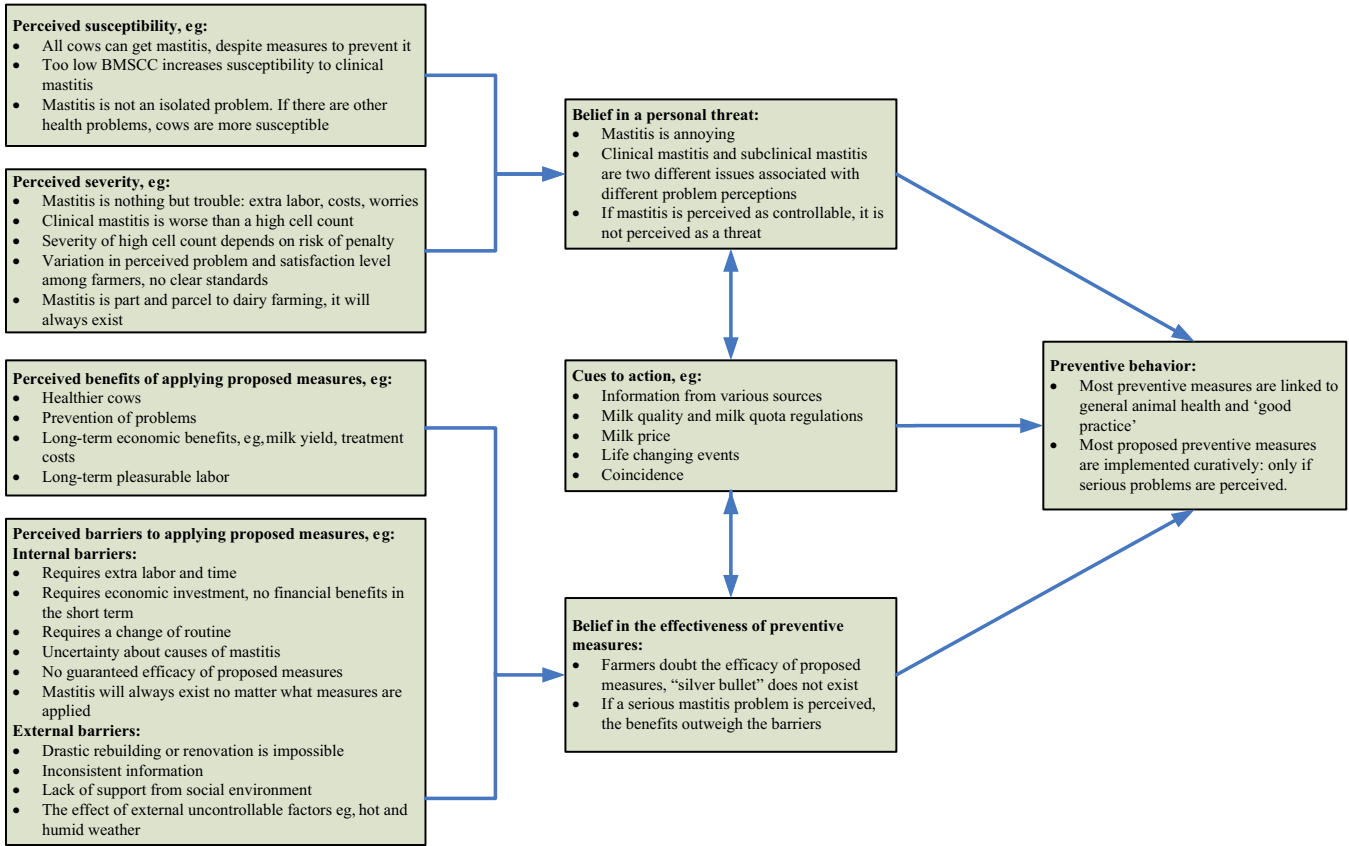 Perceived susceptibility, eg:
• All cows can get mastitis, despite measures to prevent it
• Too low BMSCC increases susceptibility to clinical
mastitis
• Mastitis is not an isolated problem. If there are other
health problems, cows are more susceptible
Perceived severity, eg:
• Mastitis is nothing but trouble: extra labor, costs, worries
• Clinical mastitis is worse than a high cell count
• Severity of high cell count depends on risk of penalty
• Variation in perceived problem and satisfaction level
among farmers, no clear standards
• Mastitis is part and parcel to dairy farming, it will
always exist
Perceived benefits of applying proposed measures, eg:
• Healthier cows
• Prevention of problems
• Long-term economic benefits, eg, milk yield, treatment
costs
• Long-term pleasurable labor
Perceived barriers to applying proposed measures, eg:
Internal barriers:
• Requires extra labor and time
• Requires economic investment, no financial benefits in
the short term
• Requires a change of routine
• Uncertainty about causes of mastitis
• No guaranteed efficacy of proposed measures
• Mastitis will always exist no matter what measures are
applied
External barriers:
• Drastic rebuilding or renovation is impossible
• Inconsistent information
• Lack of support from social environment
• The effect of external uncontrollable factors eg, hot and
humid weather
Belief in a personal threat:
• Mastitis is annoying
• Clinical mastitis and subclinical mastitis
are two different issues associated with
different problem perceptions
• If mastitis is perceived as controllable, it is
not perceived as a threat
Cues to action, eg:
• Information from various sources
• Milk quality and milk quota regulations
• Milk price
• Life changing events
• Coincidence
Belief in the effectiveness of preventive
measures:
• Farmers doubt the efficacy of proposed
measures, “silver bullet” does not exist
• If a serious mastitis problem is perceived,
the benefits outweigh the barriers
Preventive behavior:
• Most preventive measures are linked to
general animal health and ‘good
practice’
• Most proposed preventive measures
are implemented curatively: only if
serious problems are perceived.